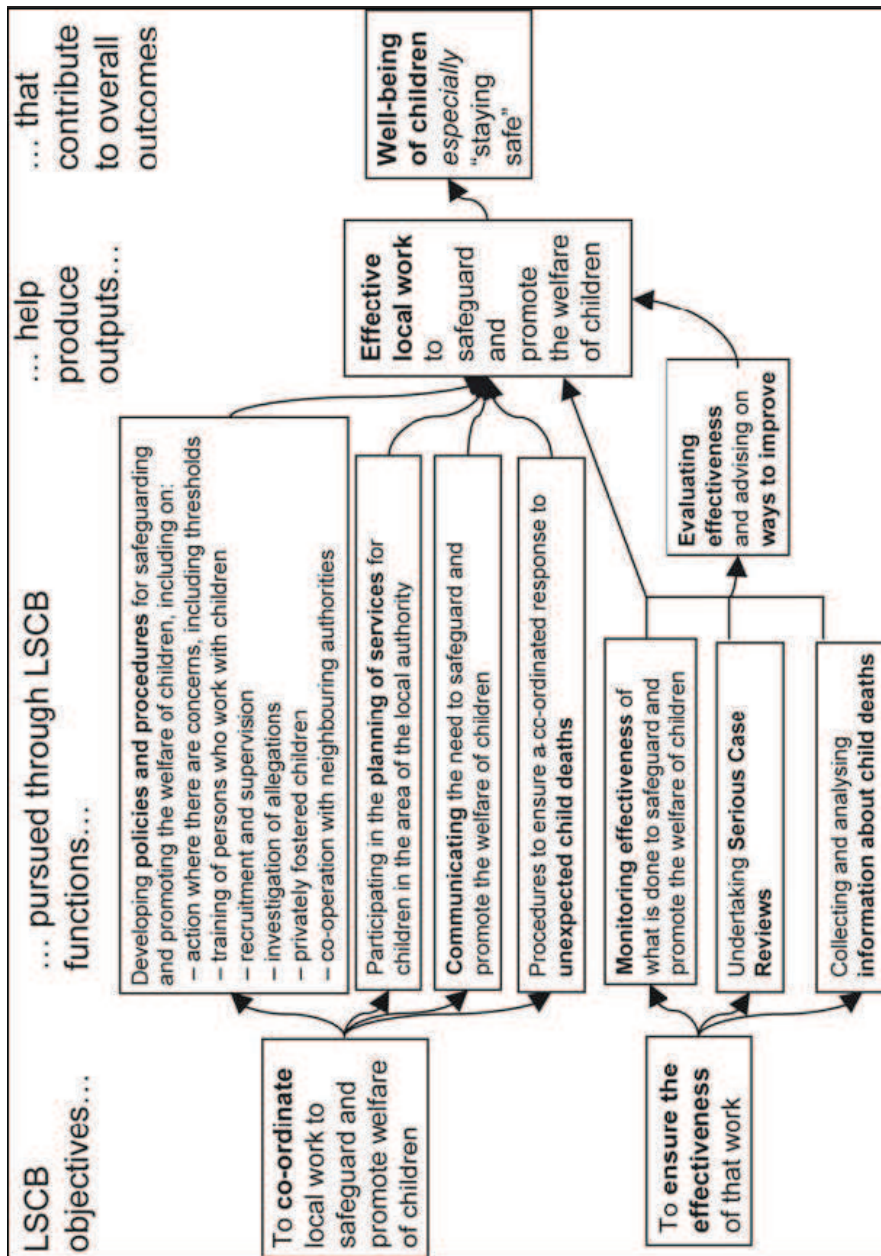 LSCB
objectives…
… pursued through LSCB
functions…
… help
produce
outputs…
… that
contribute
to overall
outcomes
To co-ordinate
local work to
safeguard and
promote welfare
of children
To ensure the
effectiveness
of that work
Developing policies and procedures for safeguarding
and promoting the welfare of children, including on:
– action where there are concerns, including thresholds
– training of persons who work with children
– recruitment and supervision
– investigation of allegations
– privately fostered children
– co-operation with neighbouring authorities
Participating in the planning of services for
children in the area of the local authority
Communicating the need to safeguard and
promote the welfare of children
Procedures to ensure a co-ordinated response to
unexpected child deaths
Monitoring effectiveness of
what is done to safeguard and
promote the welfare of children
Undertaking Serious Case
Reviews
Collecting and analysing
information about child deaths
Evaluating
effectiveness
and advising on
ways to improve
Effective
local work
to
safeguard
and
promote
the welfare
of children
Well-being
of children
especially
“staying
safe”